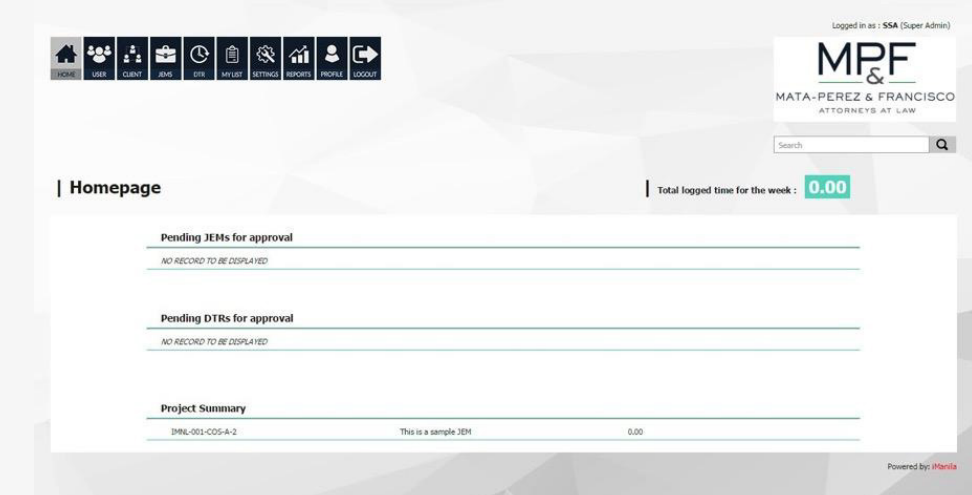 Logged in as : SSA (Super Admin)
HOME USER CLIENT JEMS DTR MY LIST SETTINGS REPORTS PROFILE LOGOUT
MPF
&
MATA-PEREZ & FRANCISCO
ATTORNEYS AT LAW
Search
| Homepage
| Total logged time for the week : 0.00
Pending JEMs for approval
NO RECORD TO BE DISPLAYED
Pending DTRs for approval
NO RECORD TO BE DISPLAYED
Project Summary
IMNL-001-COS-A-2 This is a sample JEM 0.00
Powered by: iManila